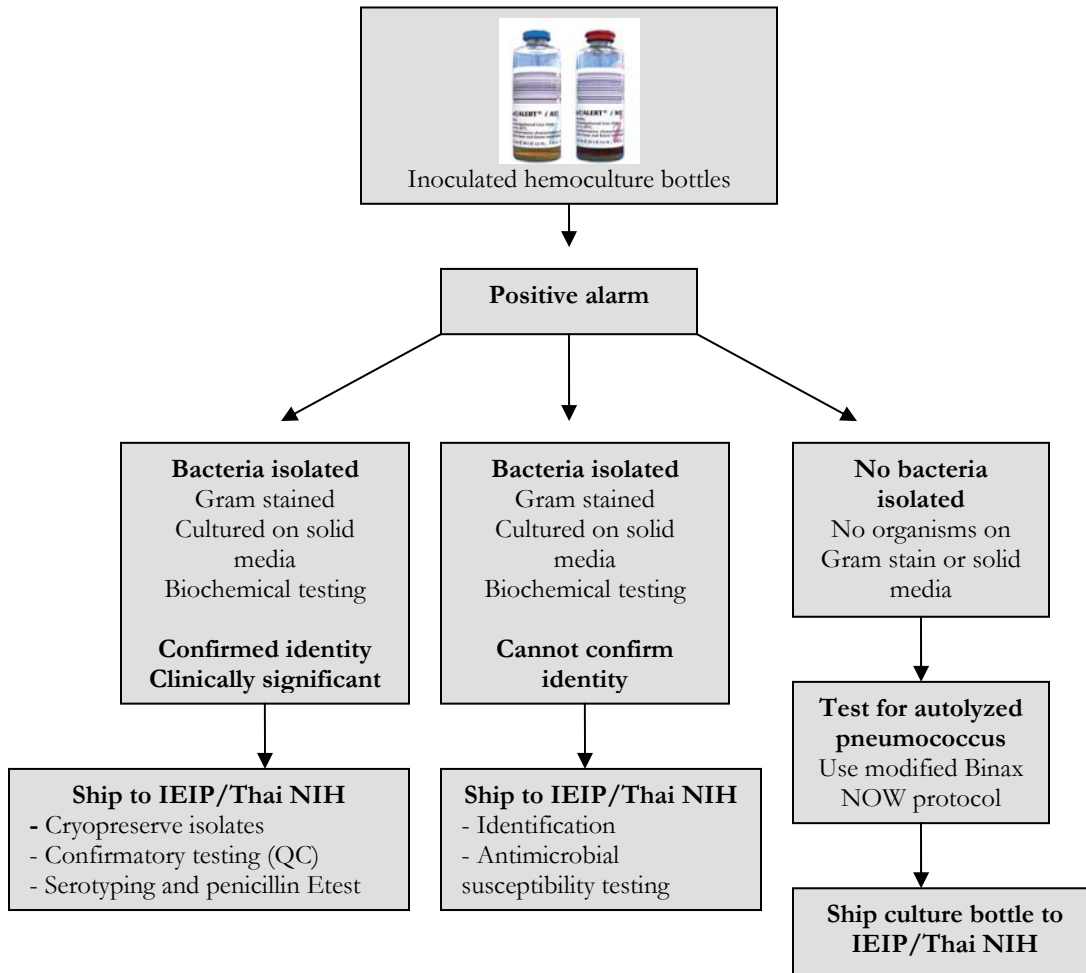 Inoculated hemoculture bottles
Positive alarm
Bacteria isolated
Gram stained
Cultured on solid
media
Biochemical testing
Confirmed identity
Clinically significant
Bacteria isolated
Gram stained
Cultured on solid
media
Biochemical testing
Cannot confirm
identity
No bacteria
isolated
No organisms on
Gram stain or solid
media
Test for autolyzed
pneumococcus
Use modified Binax
NOW protocol
Ship to IEIP/Thai NIH
- Cryopreserve isolates
- Confirmatory testing (QC)
- Serotyping and penicillin Etest
Ship to IEIP/Thai NIH
- Identification
- Antimicrobial
susceptibility testing
Ship culture bottle to
IEIP/Thai NIH